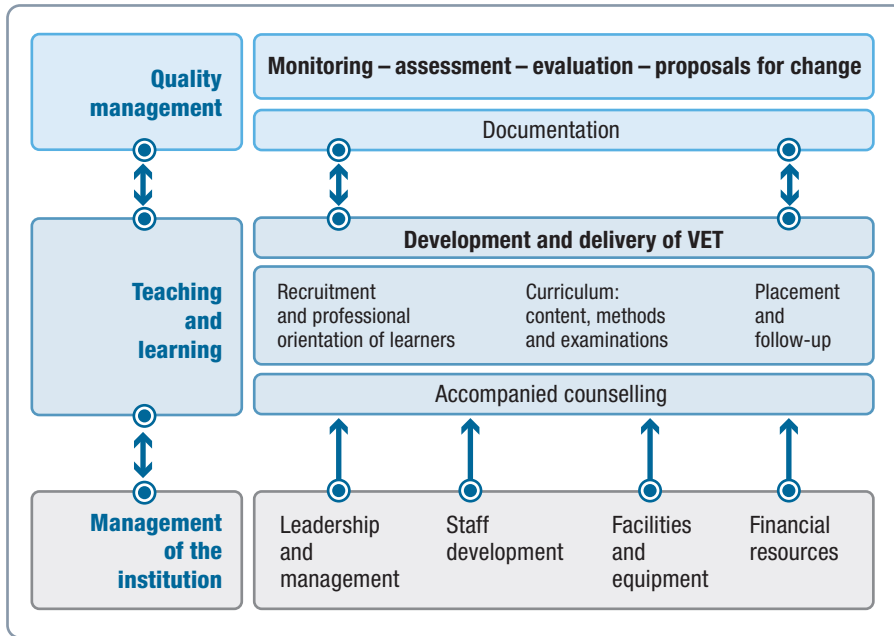 Quality
management
Monitoring – assessment – evaluation – proposals for change
Documentation
Teaching
and
learning
Development and delivery of VET
Recruitment
and professional
orientation of learners
Curriculum:
content, methods
and examinations
Placement
and
follow-up
Accompanied counselling
Management
of the
institution
Leadership
and
management
Staff
development
Facilities
and
equipment
Financial
resources